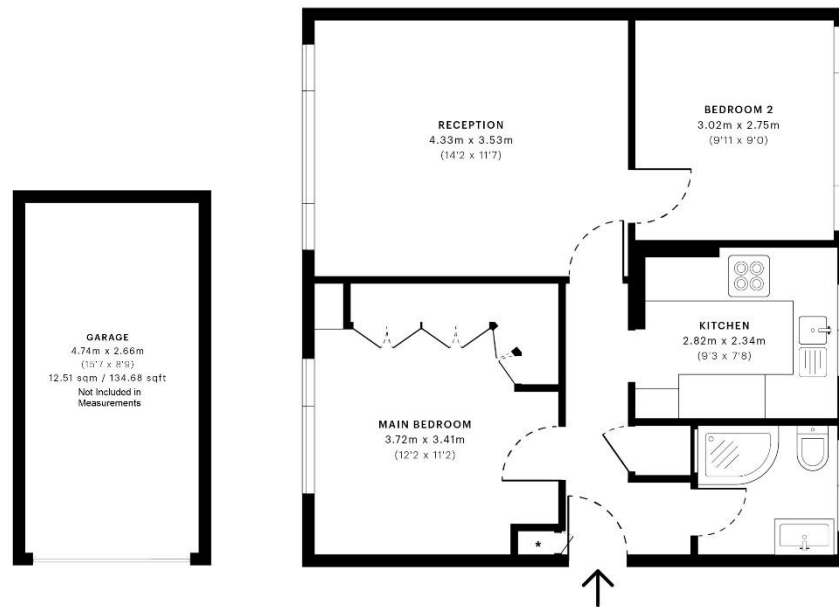 RECEPTION
4.33m x 3.53m
(14'2 x 11'7)
BEDROOM 2
3.02m x 2.75m
(9'11 x 9'0)
GARAGE
4.74m x 2.66m
(15'7 x 8'9)
12.51 sqm / 134.68 sqft
Not Included in
Measurements
KITCHEN
2.82m x 2.34m
(9'3 x 7'8)
MAIN BEDROOM
3.72m x 3.41m
(12'2 x 11'2)
*